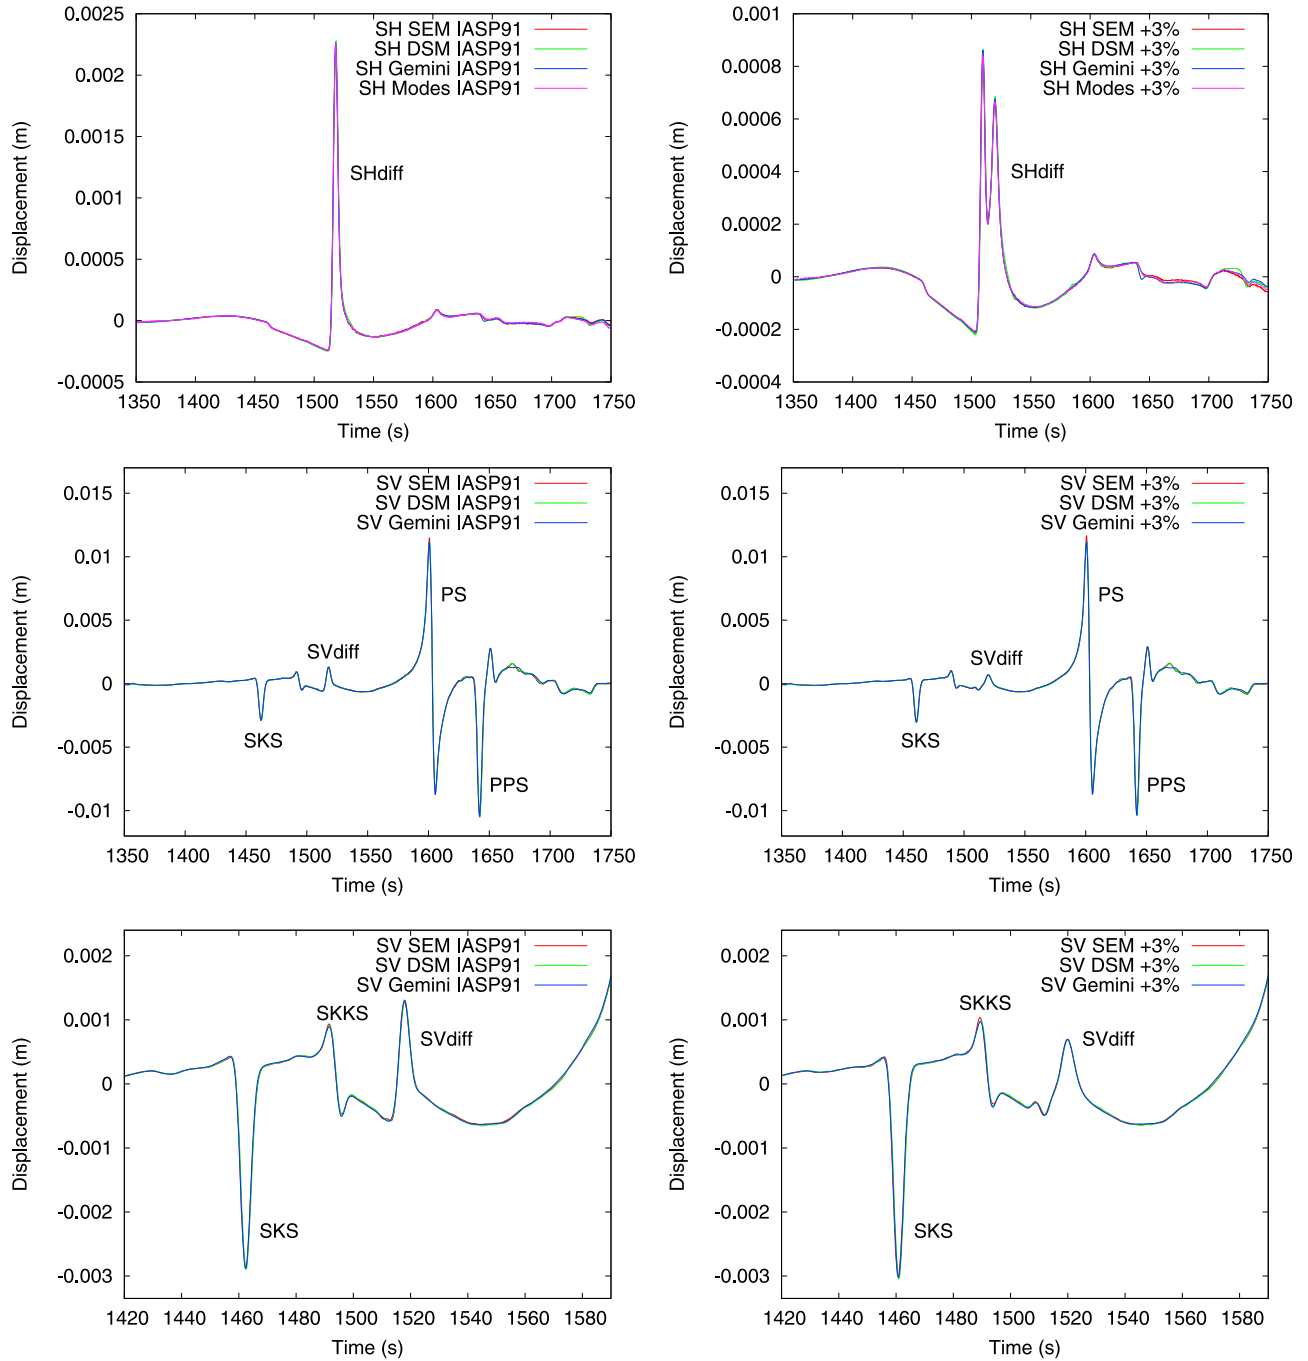 0.0025
0.002
0.0015
0.001
0.0005
0
-0.0005
Displacement (m)
SH SEM IASP91
SH DSM IASP91
SH Gemini IASP91
SH Modes IASP91
SHdiff
1350 1400 1450 1500 1550 1600 1650 1700 1750
Time (s)
0.001
0.0008
0.0006
0.0004
0.0002
0
-0.0002
-0.0004
Displacement (m)
SH SEM +3%
SH DSM +3%
SH Gemini +3%
SH Modes +3%
SHdiff
1350 1400 1450 1500 1550 1600 1650 1700 1750
Time (s)
0.015
0.01
0.005
0
-0.005
-0.01
Displacement (m)
SV SEM IASP91
SV DSM IASP91
SV Gemini IASP91
PS
SVdiff
SKS
PPS
1350 1400 1450 1500 1550 1600 1650 1700 1750
Time (s)
0.015
0.01
0.005
0
-0.005
-0.01
Displacement (m)
SV SEM +3%
SV DSM +3%
SV Gemini +3%
PS
SVdiff
SKS
PPS
1350 1400 1450 1500 1550 1600 1650 1700 1750
Time (s)
0.002
0.001
0
-0.001
-0.002
-0.003
Displacement (m)
SV SEM IASP91
SV DSM IASP91
SV Gemini IASP91
SKKS
SVdiff
SKS
1420 1440 1460 1480 1500 1520 1540 1560 1580
Time (s)
0.002
0.001
0
-0.001
-0.002
-0.003
Displacement (m)
SV SEM +3%
SV DSM +3%
SV Gemini +3%
SKKS
SVdiff
SKS
1420 1440 1460 1480 1500 1520 1540 1560 1580
Time (s)